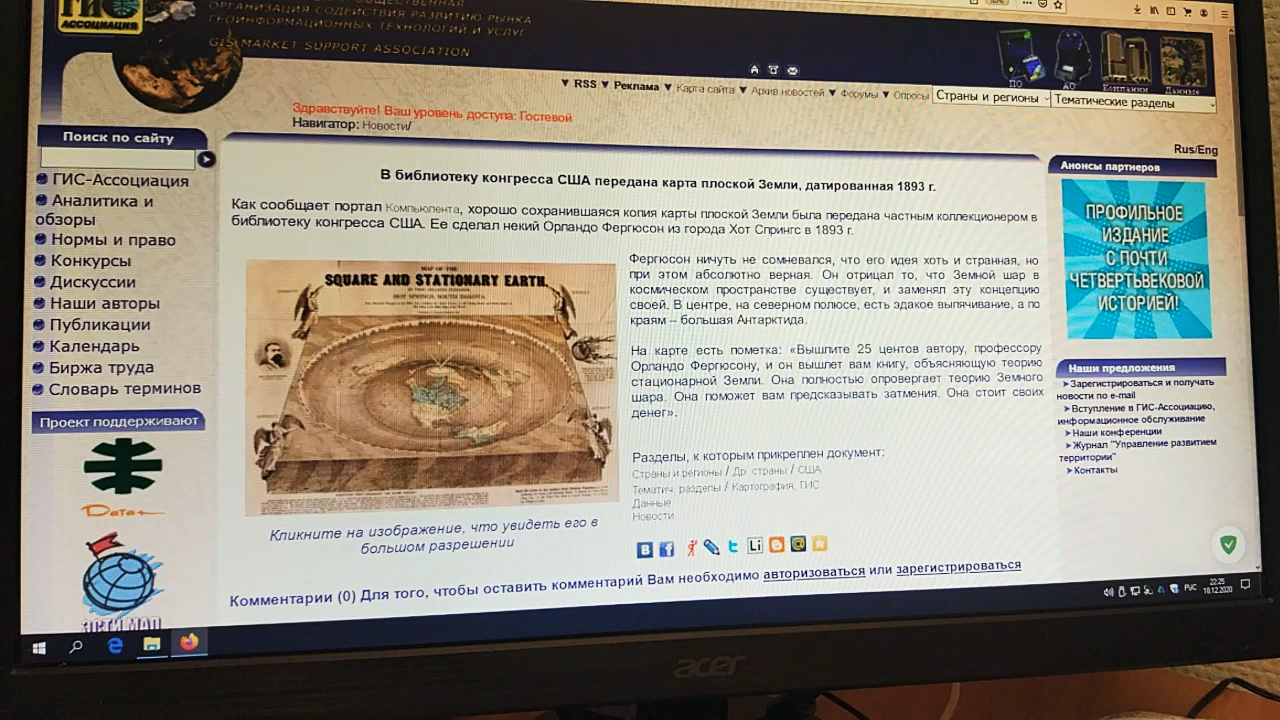 ГИС
АССОЦИАЦИЯ
ОРГАНИЗАЦИЯ СОДЕЙСТВИЯ РАЗВИТИЮ РЫНКА
ГЕОИНФОРМАЦИОННЫХ ТЕХНОЛОГИЙ И УСЛУГ
GIS MARKET SUPPORT ASSOCIATION
ПО АО Компании Данные
▼ RSS ▼ Реклама ▼ Карта сайта ▼ Архив новостей ▼ Форумы ▼ Опросы
Страны и регионы
Тематические разделы
Здравствуйте! Ваш уровень доступа: Гостевой
Навигатор: Новости/
Rus/Eng
Поиск по сайту
ГИС-Ассоциация
Аналитика и
обзоры
Нормы и право
Конкурсы
Дискуссии
Наши авторы
Публикации
Календарь
Биржа труда
Словарь терминов
Проект поддерживают
Data+
ЭСТИ МАП
В библиотеку конгресса США передана карта плоской Земли, датированная 1893 г.
Как сообщает портал Компьюлента, хорошо сохранившаяся копия карты плоской Земли была передана частным коллекционером в
библиотеку конгресса США. Ее сделал некий Орландо Фергюсон из города Хот Спрингс в 1893 г.
MAP OF THE
SQUARE AND STATIONARY EARTH.
Кликните на изображение, что увидеть его в
большом разрешении
Фергюсон ничуть не сомневался, что его идея хоть и странная, но
при этом абсолютно верная. Он отрицал то, что Земной шар в
космическом пространстве существует, и заменял эту концепцию
своей. В центре, на северном полюсе, есть эдакое выпячивание, а по
краям – большая Антарктида.
На карте есть пометка: «Вышлите 25 центов автору, профессору
Орландо Фергюсону, и он вышлет вам книгу, объясняющую теорию
стационарной Земли. Она полностью опровергает теорию Земного
шара. Она поможет вам предсказывать затмения. Она стоит своих
денег».
Разделы, к которым прикреплен документ:
Страны и регионы / Др. страны / США
Тематич. разделы / Картография, ГИС
Данные
Новости
Комментарии (0) Для того, чтобы оставить комментарий Вам необходимо авторизоваться или зарегистрироваться
Анонсы партнеров
ПРОФИЛЬНОЕ
ИЗДАНИЕ
С ПОЧТИ
ЧЕТВЕРТЬВЕКОВОЙ
ИСТОРИЕЙ!
Наши предложения
Зарегистрироваться и получать
новости по e-mail
Вступление в ГИС-Ассоциацию,
информационное обслуживание
Наши конференции
Журнал "Управление развитием
территории"
Контакты
РУС
22:25
18.12.2020
acer